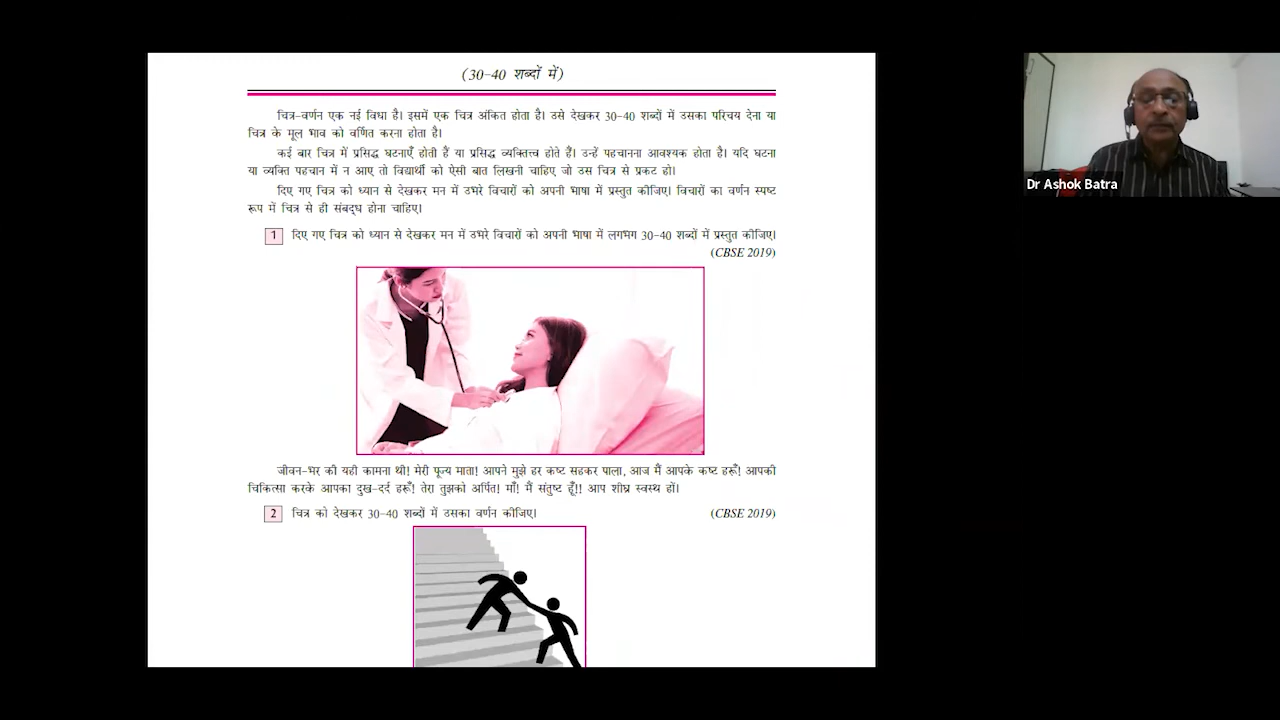 (30-40 शब्दों में)
चित्र-वर्णन एक नई विधा है। इसमें एक चित्र अंकित होता है। उसे देखकर 30-40 शब्दों में उसका परिचय देना या
चित्र के मूल भाव को वर्णित करना होता है।
कई बार चित्र में प्रसिद्ध घटनाएँ होती हैं या प्रसिद्ध व्यक्तित्त्व होते हैं। उन्हें पहचानना आवश्यक होता है। यदि घटना
या व्यक्ति पहचान में न आए तो विद्यार्थी को ऐसी बात लिखनी चाहिए जो उस चित्र से प्रकट हो।
दिए गए चित्र को ध्यान से देखकर मन में उभरे विचारों को अपनी भाषा में प्रस्तुत कीजिए। विचारों का वर्णन स्पष्ट
रूप में चित्र से ही संबद्ध होना चाहिए।
1 दिए गए चित्र को ध्यान से देखकर मन में उभरे विचारों को अपनी भाषा में लगभग 30-40 शब्दों में प्रस्तुत कीजिए।
(CBSE 2019)
जीवन-भर की यही कामना थी! मेरी पूज्य माता! आपने मुझे हर कष्ट सहकर पाला, आज मैं आपके कष्ट हरूँ! आपकी
चिकित्सा करके आपका दुख-दर्द हरूँ! तेरा तुझको अर्पित! माँ! मैं संतुष्ट हूँ!! आप शीघ्र स्वस्थ हों।
2 चित्र को देखकर 30-40 शब्दों में उसका वर्णन कीजिए। (CBSE 2019)
Dr Ashok Batra